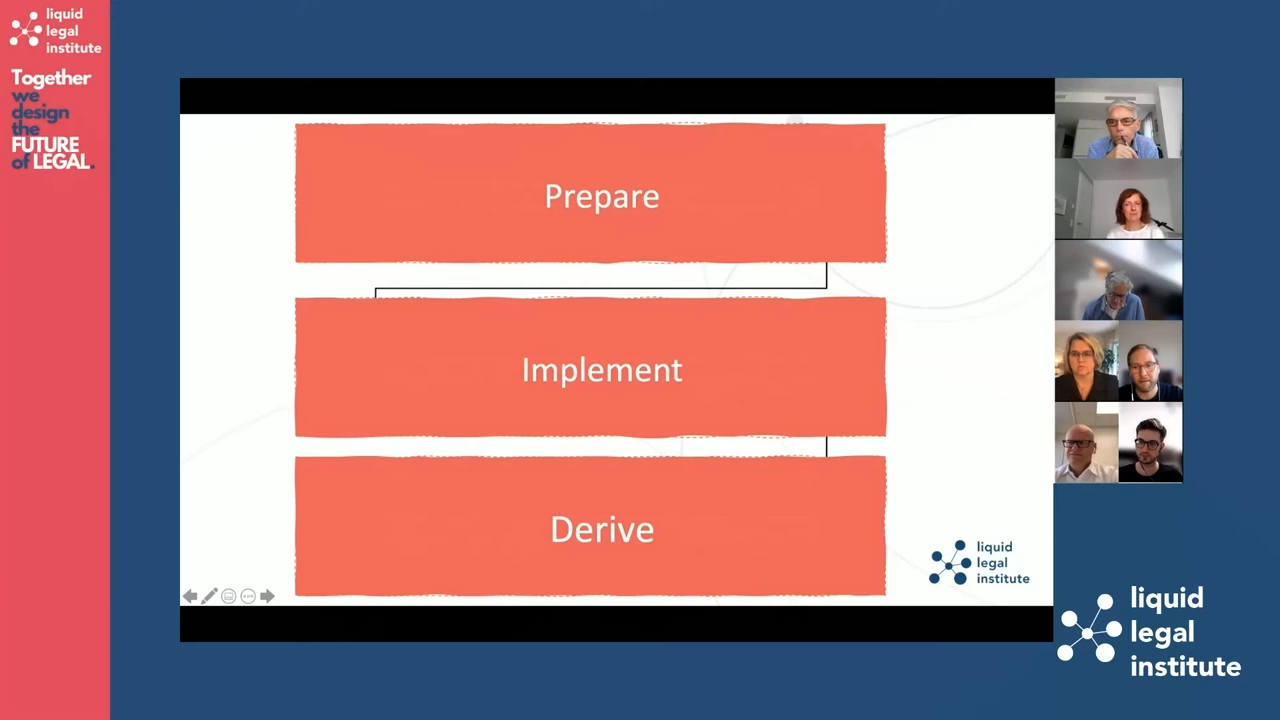 liquid
legal
institute
Together
we
design
the
FUTURE
of LEGAL.
Prepare
Implement
Derive
liquid
legal
institute
liquid
legal
institute